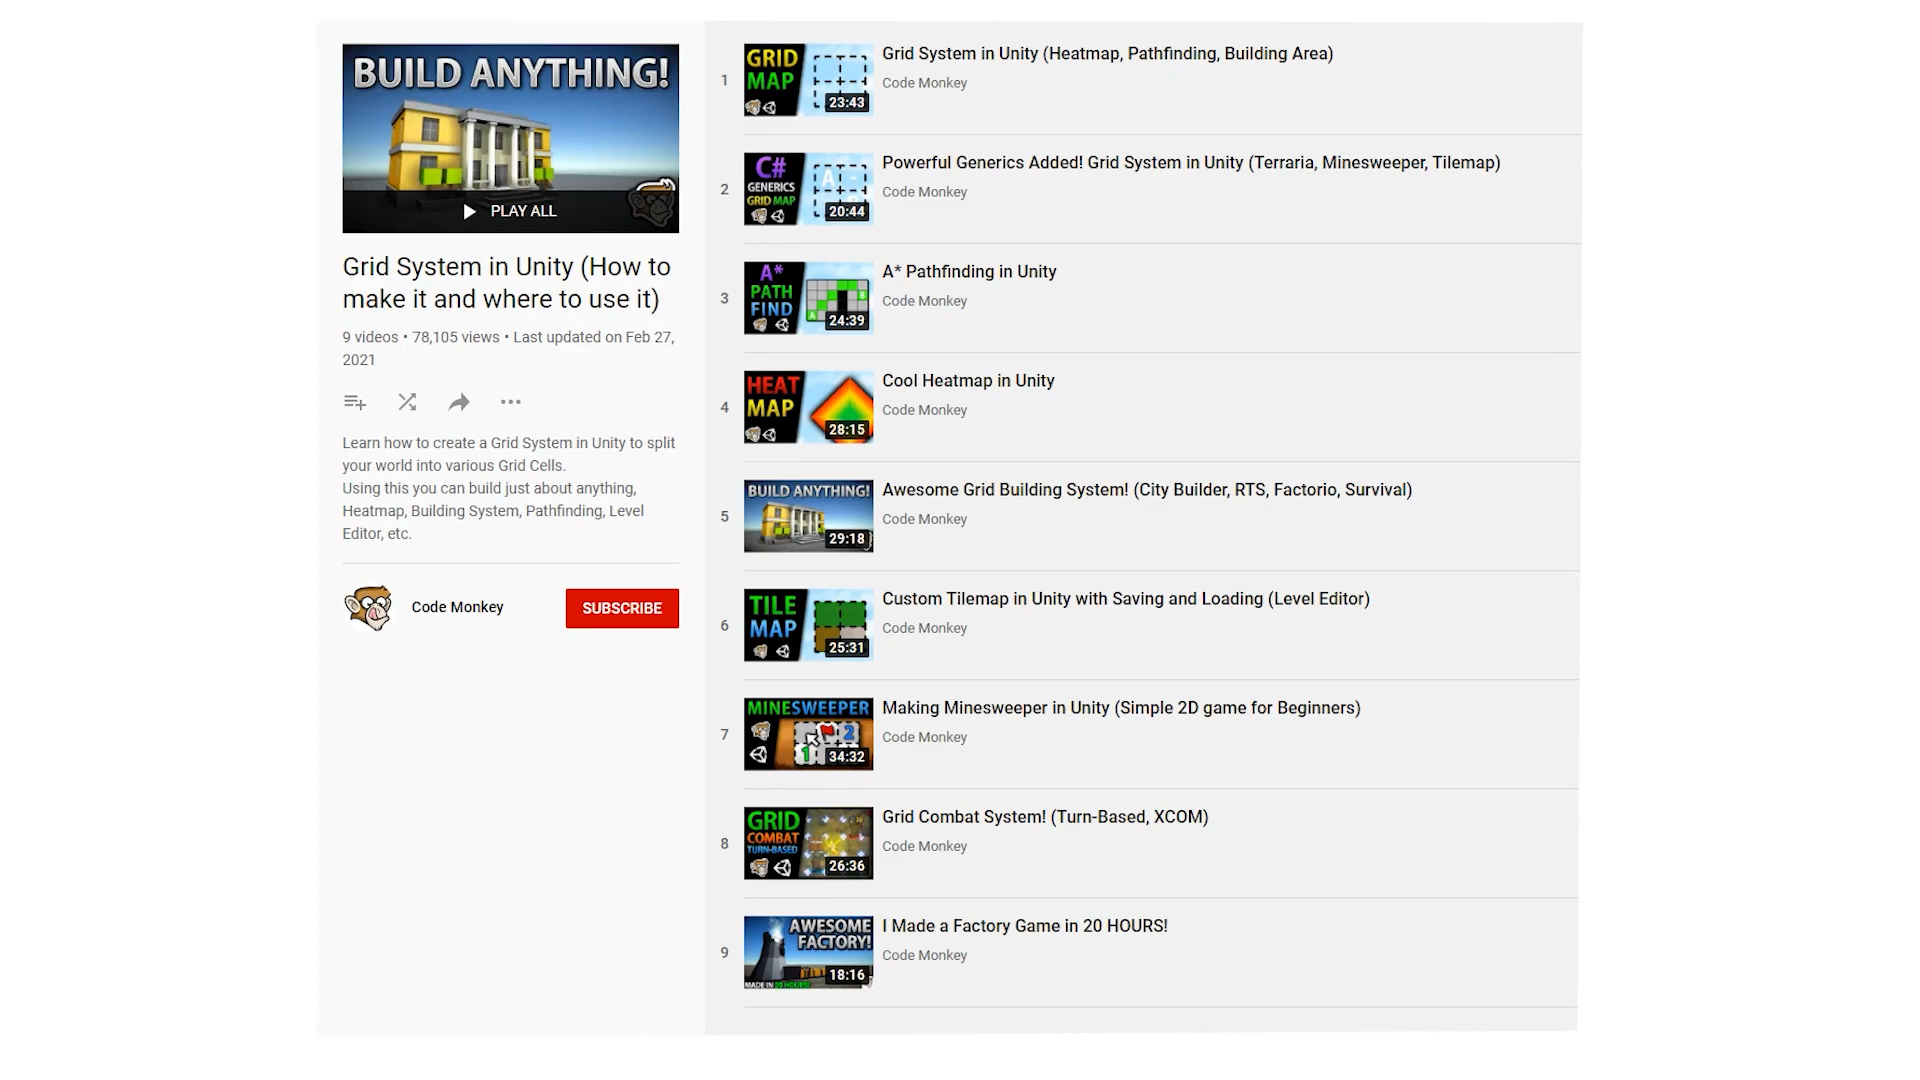 BUILD ANYTHING!
PLAY ALL
Grid System in Unity (How to
make it and where to use it)
9 videos • 78,105 views • Last updated on Feb 27,
2021
Learn how to create a Grid System in Unity to split
your world into various Grid Cells.
Using this you can build just about anything,
Heatmap, Building System, Pathfinding, Level
Editor, etc.
Code Monkey
SUBSCRIBE
1
GRID
MAP
23:43
Grid System in Unity (Heatmap, Pathfinding, Building Area)
Code Monkey
2
C#
GENERICS
GRID MAP
A
20:44
Powerful Generics Added! Grid System in Unity (Terraria, Minesweeper, Tilemap)
Code Monkey
3
A*
PATH
FIND
A
B
24:39
A* Pathfinding in Unity
Code Monkey
4
HEAT
MAP
28:15
Cool Heatmap in Unity
Code Monkey
5
BUILD ANYTHING!
29:18
Awesome Grid Building System! (City Builder, RTS, Factorio, Survival)
Code Monkey
6
TILE
MAP
25:31
Custom Tilemap in Unity with Saving and Loading (Level Editor)
Code Monkey
7
MINESWEEPER
2
1
34:32
Making Minesweeper in Unity (Simple 2D game for Beginners)
Code Monkey
8
GRID
COMBAT
TURN-BASED
26:36
Grid Combat System! (Turn-Based, XCOM)
Code Monkey
9
AWESOME
FACTORY!
MADE IN 20 HOURS!
18:16
I Made a Factory Game in 20 HOURS!
Code Monkey